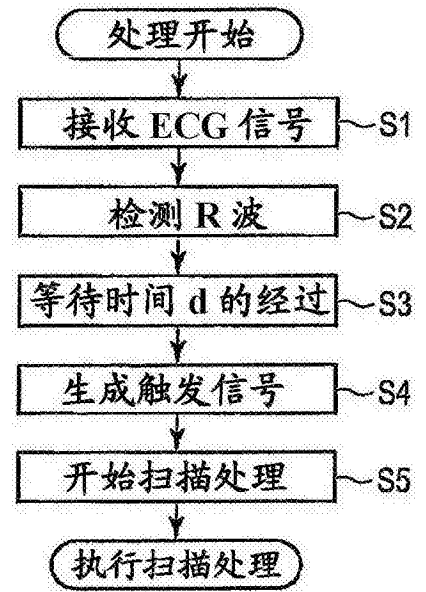 处理开始
接收 ECG 信号 S1
检测 R 波 S2
等待时间 d 的经过 S3
生成触发信号 S4
开始扫描处理 S5
执行扫描处理